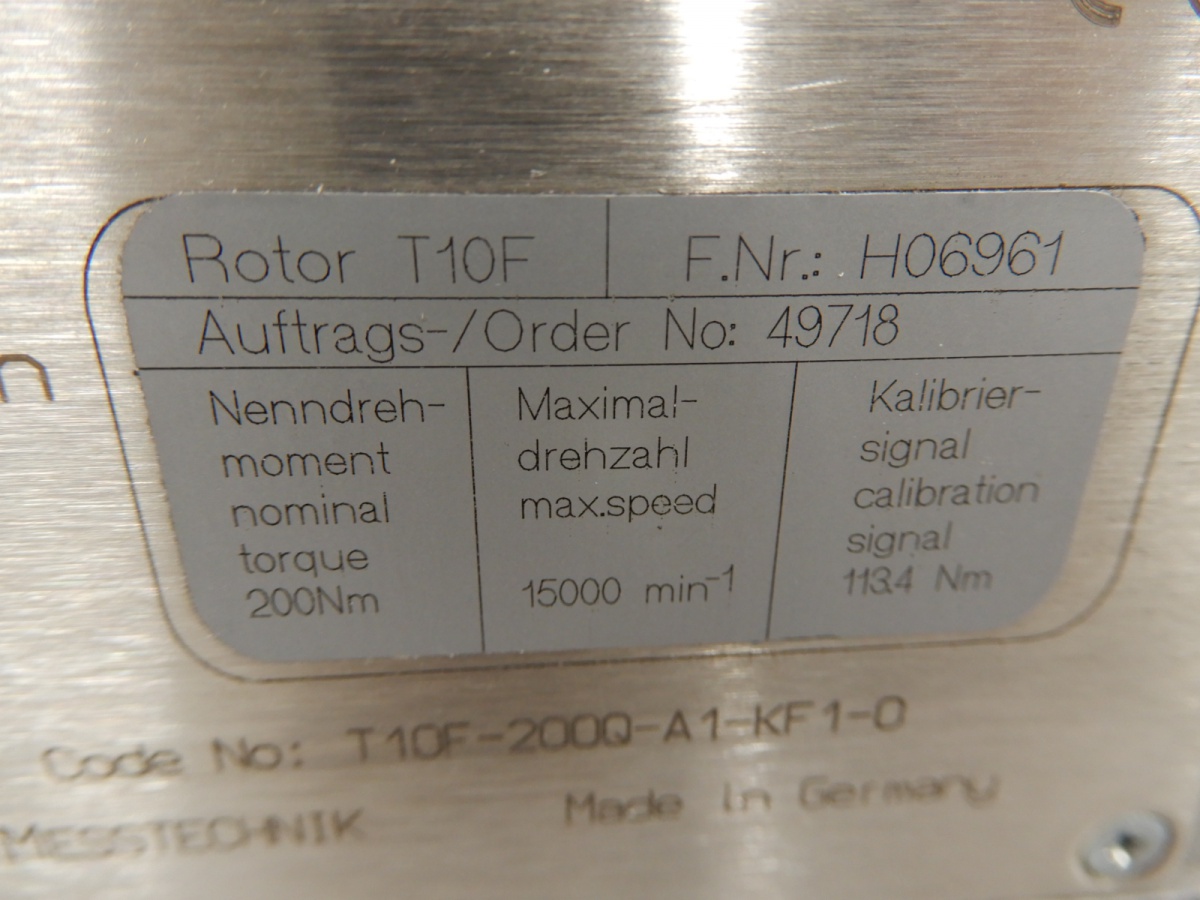 Rotor T10F
F.Nr.: H06961
Auftrags-/Order No: 49718
Nenndreh-
moment
nominal
torque
200Nm
Maximal-
drehzahl
max.speed
15000 min⁻¹
Kalibrier-
signal
calibration
signal
113.4 Nm
n
Code No: T10F-200Q-A1-KF1-0
MESSTECHNIK
Made in Germany